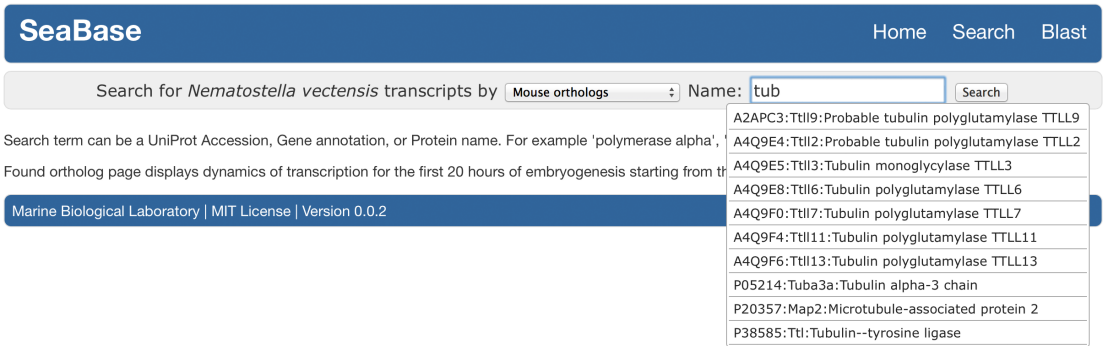 SeaBase
Home Search Blast
Search for Nematostella vectensis transcripts by Mouse orthologs Name: tub Search
Search term can be a UniProt Accession, Gene annotation, or Protein name. For example 'polymerase alpha', '
Found ortholog page displays dynamics of transcription for the first 20 hours of embryogenesis starting from
Marine Biological Laboratory | MIT License | Version 0.0.2
A2APC3:Ttll9:Probable tubulin polyglutamylase TTLL9
A4Q9E4:Ttll2:Probable tubulin polyglutamylase TTLL2
A4Q9E5:Ttll3:Tubulin monoglycylase TTLL3
A4Q9E8:Ttll6:Tubulin polyglutamylase TTLL6
A4Q9F0:Ttll7:Tubulin polyglutamylase TTLL7
A4Q9F4:Ttll11:Tubulin polyglutamylase TTLL11
A4Q9F6:Ttll13:Tubulin polyglutamylase TTLL13
P05214:Tuba3a:Tubulin alpha-3 chain
P20357:Map2:Microtubule-associated protein 2
P38585:Ttl:Tubulin--tyrosine ligase